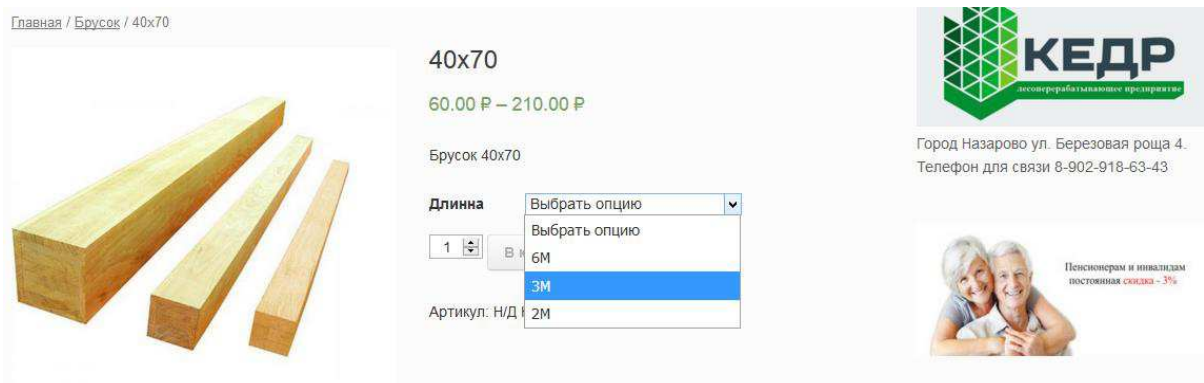 Главная / Брусок / 40х70
40х70
60.00 ₽ – 210.00 ₽
Брусок 40х70
Длинна
Выбрать опцию
Выбрать опцию
6М
3М
2М
1
В к
Артикул: Н/Д
КЕДР
лесоперерабатывающее предприятие
Город Назарово ул. Березовая роща 4.
Телефон для связи 8-902-918-63-43
Пенсионерам и инвалидам
постоянная скидка - 3%